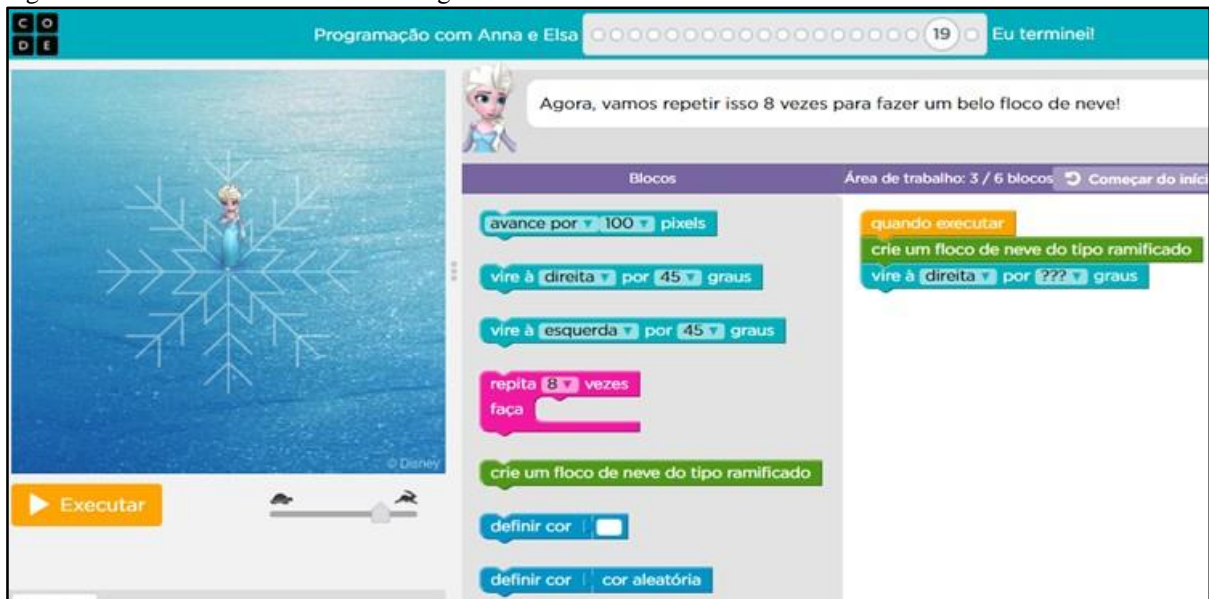 CODE
Programação com Anna e Elsa
19
Eu terminei!
Agora, vamos repetir isso 8 vezes para fazer um belo floco de neve!
Blocos
Área de trabalho: 3 / 6 blocos
Começar do iníci
avance por 100 pixels
vire à direita por 45 graus
vire à esquerda por 45 graus
repita 8 vezes
faça
crie um floco de neve do tipo ramificado
definir cor
definir cor cor aleatória
quando executar
crie um floco de neve do tipo ramificado
vire à direita por ??? graus
© Disney
Executar